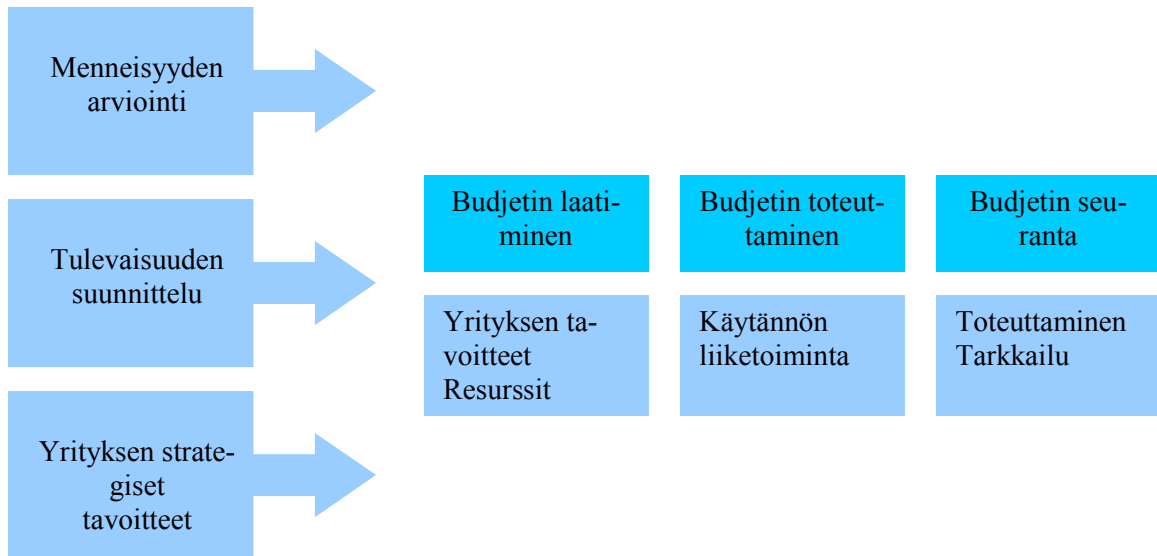 Menneisyyden
arviointi
Tulevaisuuden
suunnittelu
Yrityksen strate-
giset
tavoitteet
Budjetin laati-
minen
Yrityksen ta-
voitteet
Resurssit
Budjetin toteut-
taminen
Käytännön
liiketoiminta
Budjetin seu-
ranta
Toteuttaminen
Tarkkailu